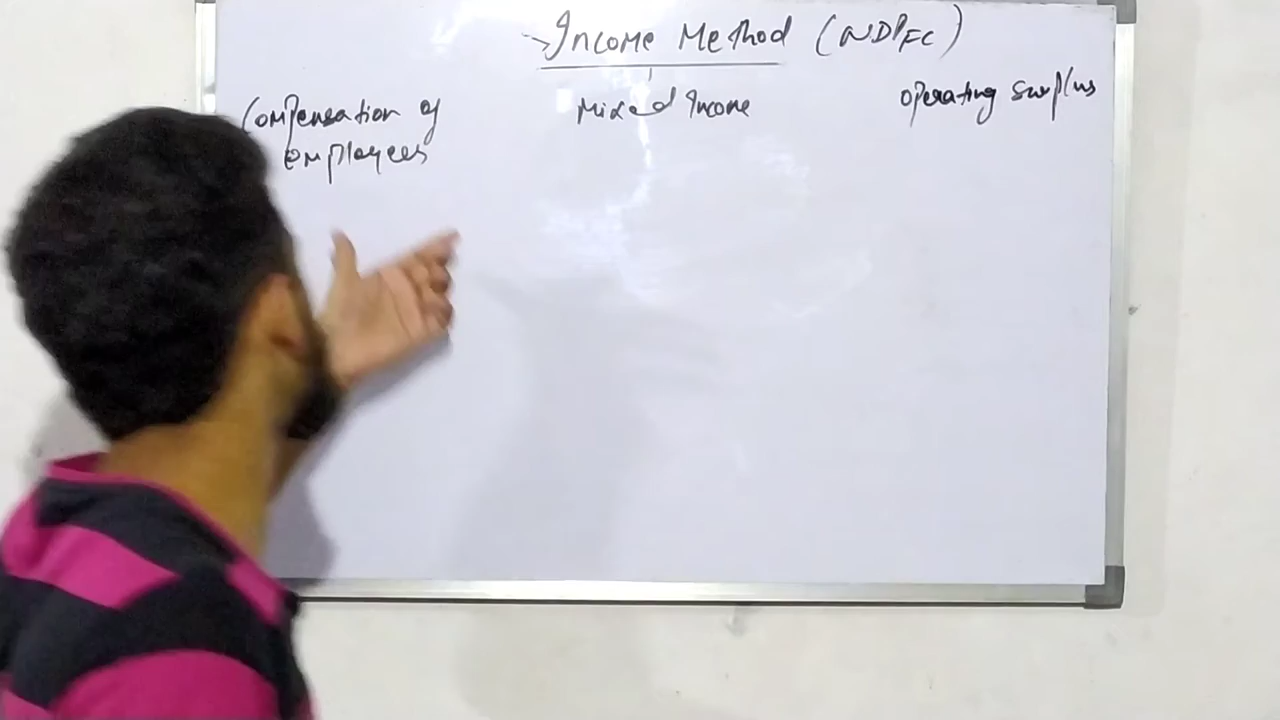 Income Method (NDPFC)
Compensation of
employees
Mixed Income
operating surplus